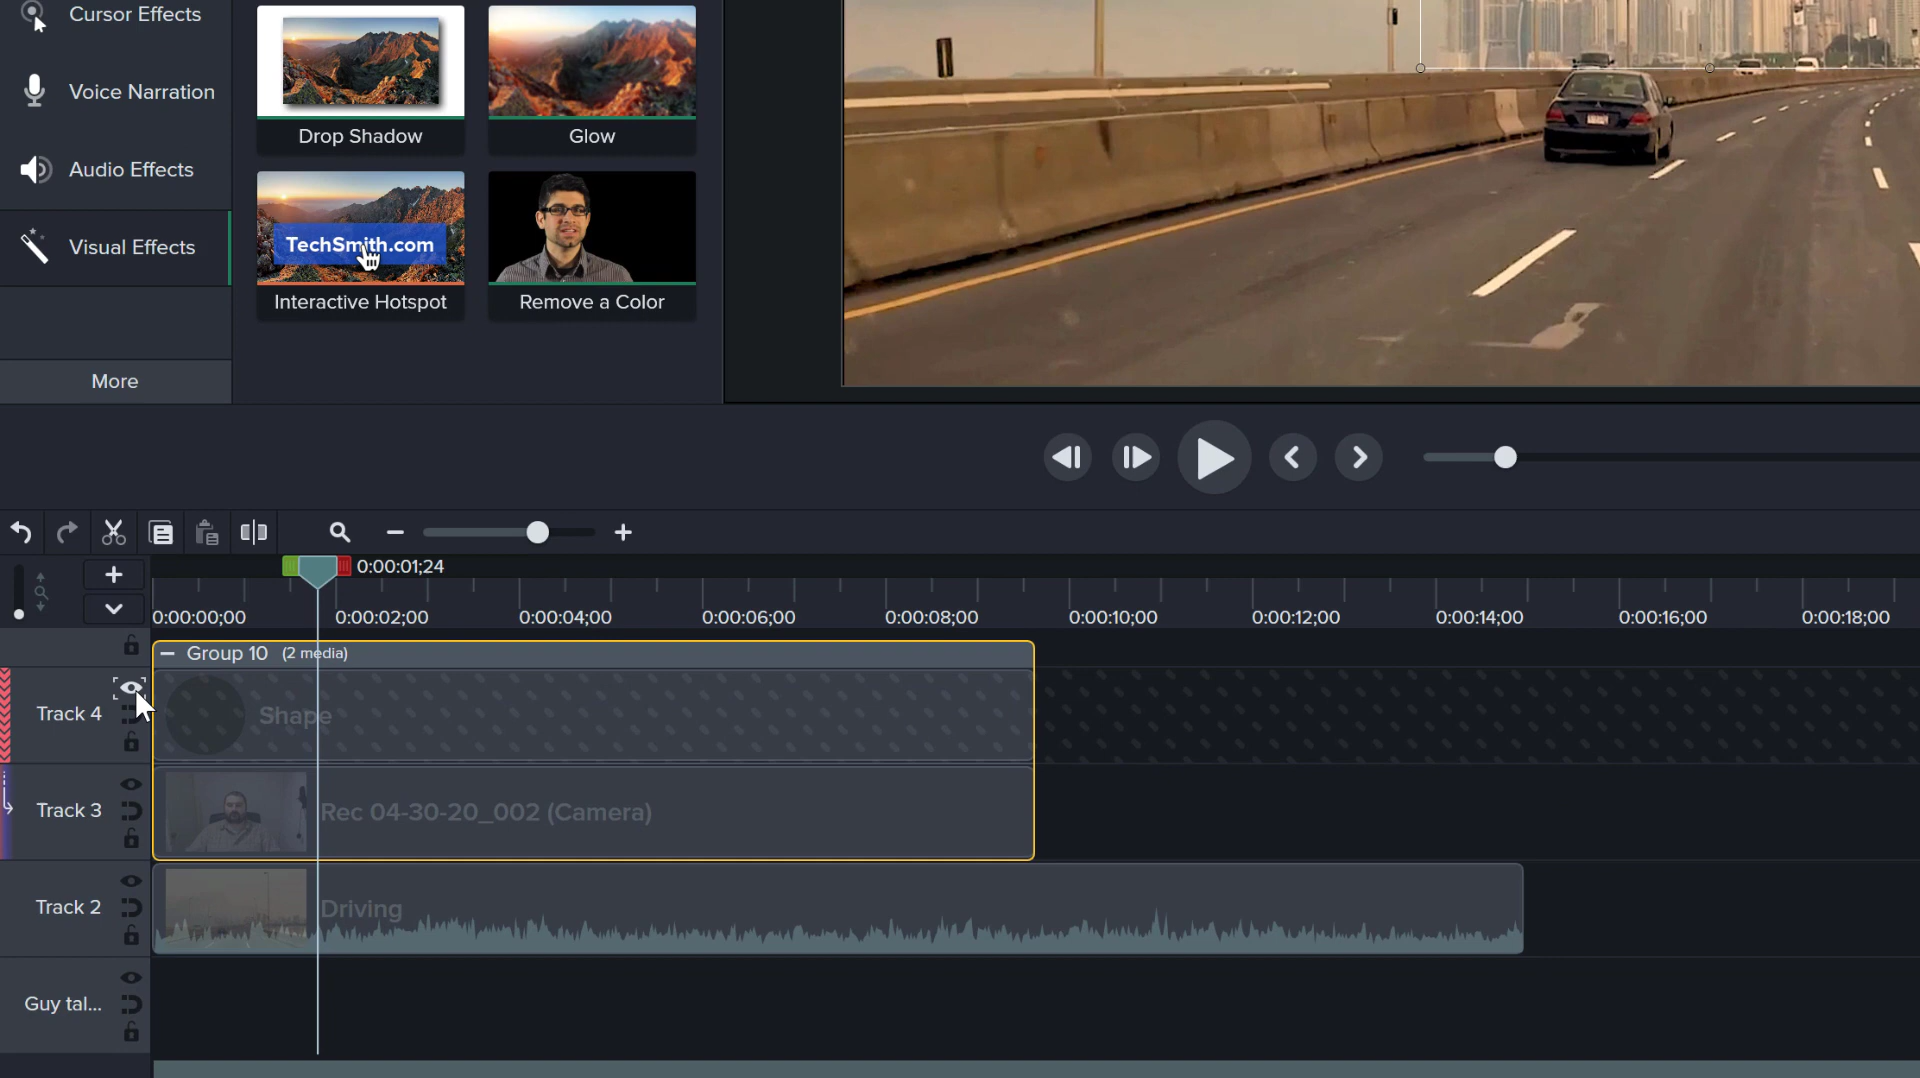 Cursor Effects
Voice Narration
Audio Effects
Visual Effects
More
Drop Shadow
Glow
TechSmith.com
Interactive Hotspot
Remove a Color
0:00:01;24
0:00:00;00
0:00:02;00
0:00:04;00
0:00:06;00
0:00:08;00
0:00:10;00
0:00:12;00
0:00:14;00
0:00:16;00
0:00:18;00
Group 10 (2 media)
Track 4
Shape
Track 3
Rec 04-30-20_002 (Camera)
Track 2
Driving
Guy tal...